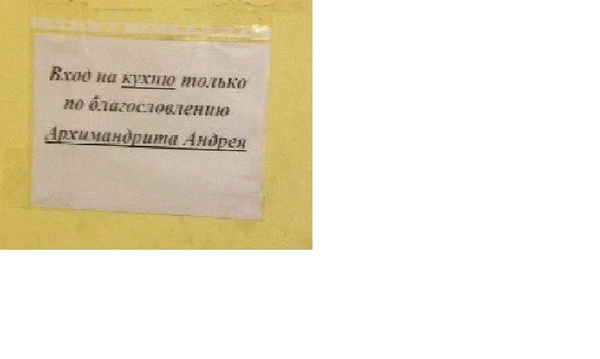 Вход на кухню только
по благословлению
Архимандрита Андрея